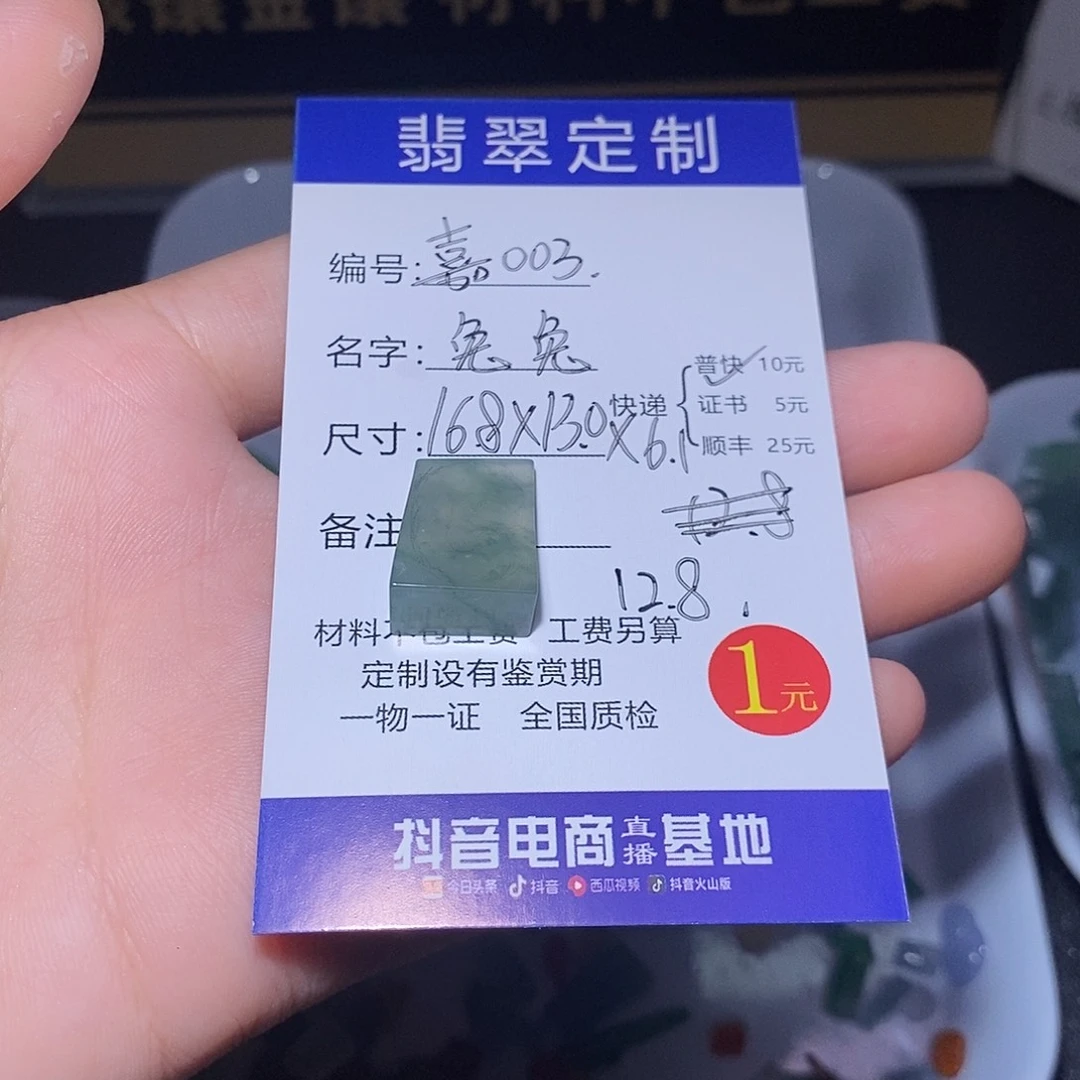 翡翠定制
编号：嘉003.
名字：兔兔
快递 普快 10元
证书 5元
顺丰 25元
尺寸：16.8X13.0X6.1
备注
12.8
材料不包工费 工费另算
定制设有鉴赏期
一物一证 全国质检
1元
抖音电商直播基地
今日头条 抖音 西瓜视频 抖音火山版